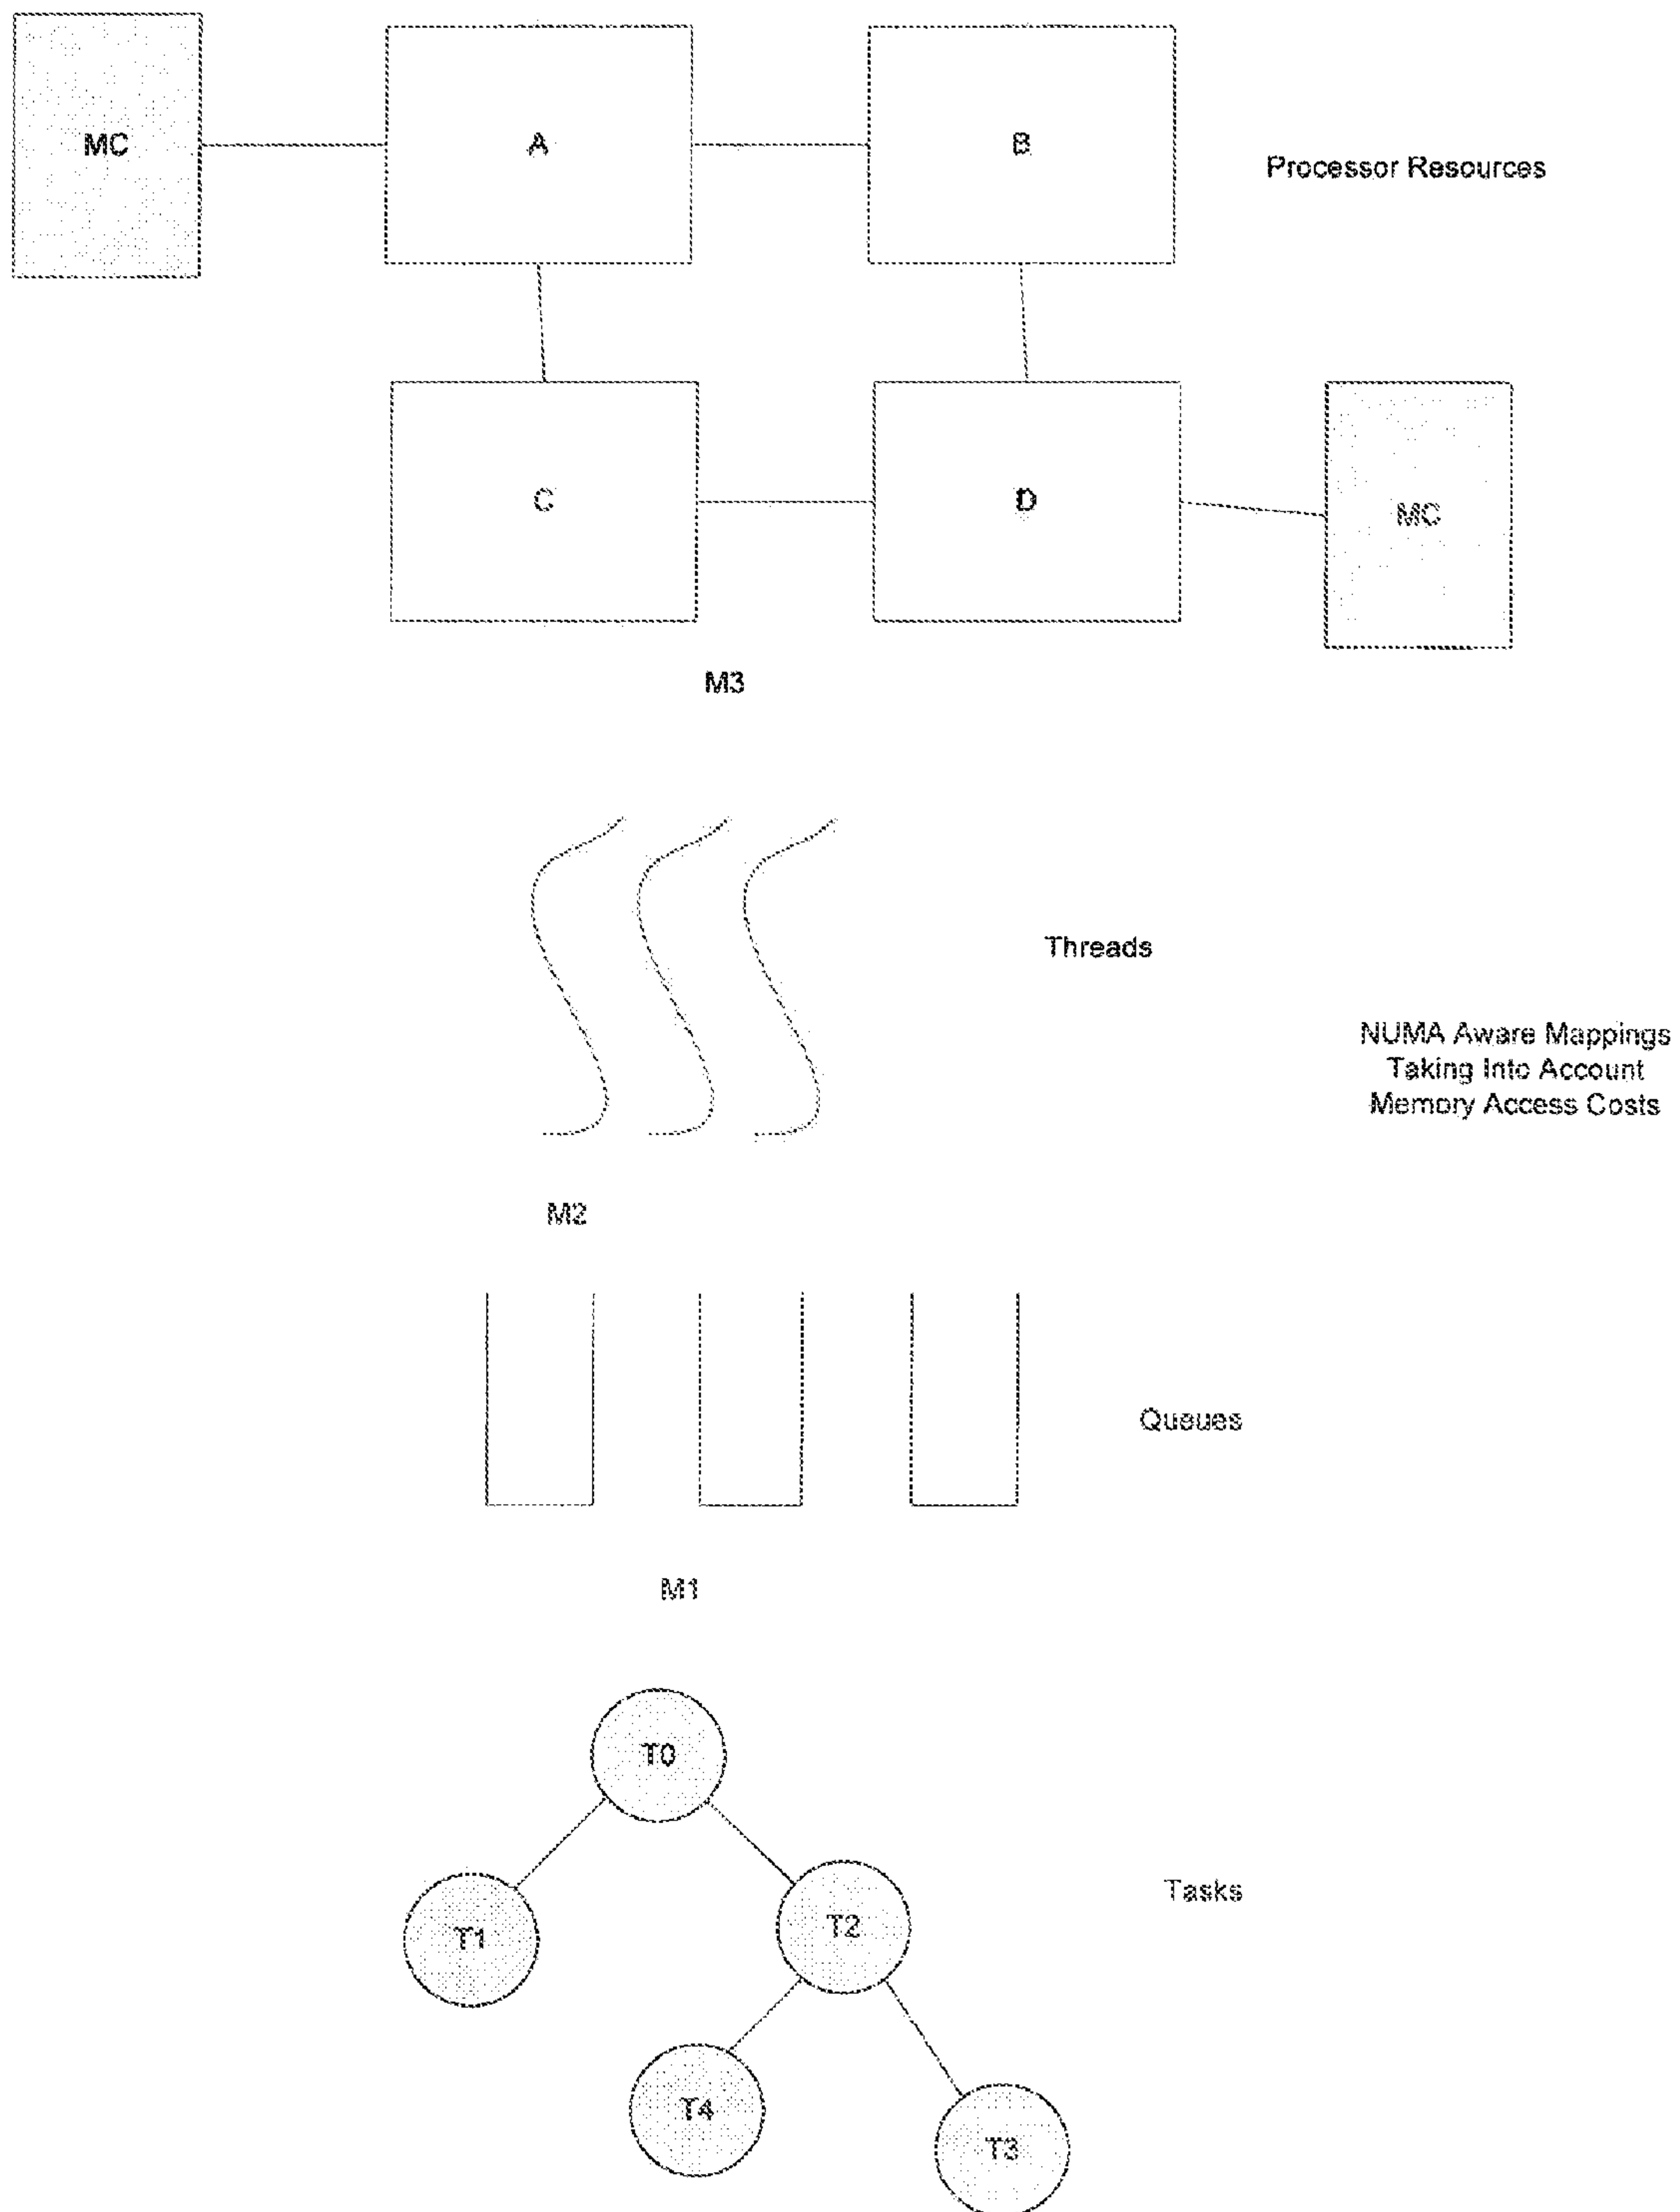 MC
A
B
Processor Resources
C
D
MC
M3
Threads
NUMA Aware Mappings
Taking Into Account
Memory Access Costs
M2
Queues
M1
T0
Tasks
T1
T2
T4
T3